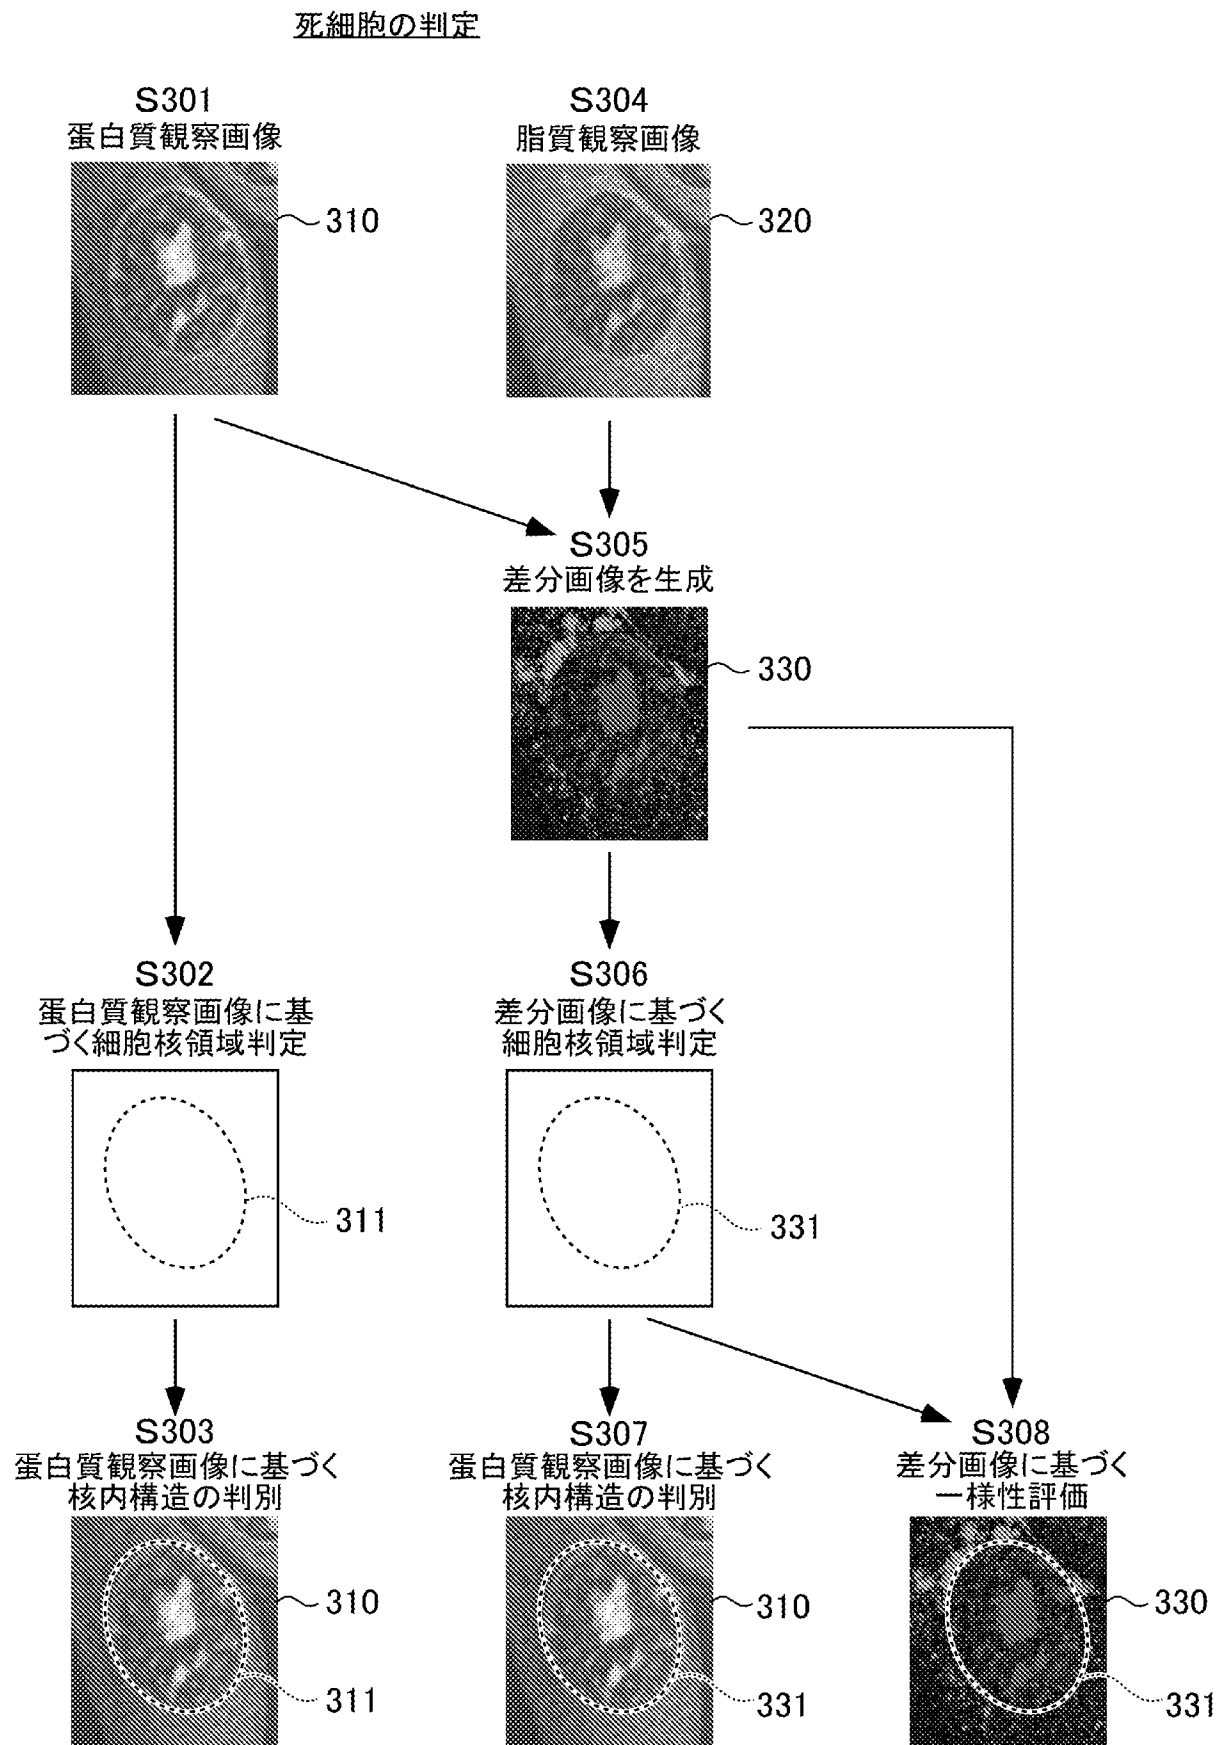 死細胞の判定
S301
蛋白質観察画像
310
S304
脂質観察画像
320
S305
差分画像を生成
330
S302
蛋白質観察画像に基
づく細胞核領域判定
311
S306
差分画像に基づく
細胞核領域判定
331
S303
蛋白質観察画像に基づく
核内構造の判別
310
311
S307
蛋白質観察画像に基づく
核内構造の判別
310
331
S308
差分画像に基づく
一様性評価
330
331